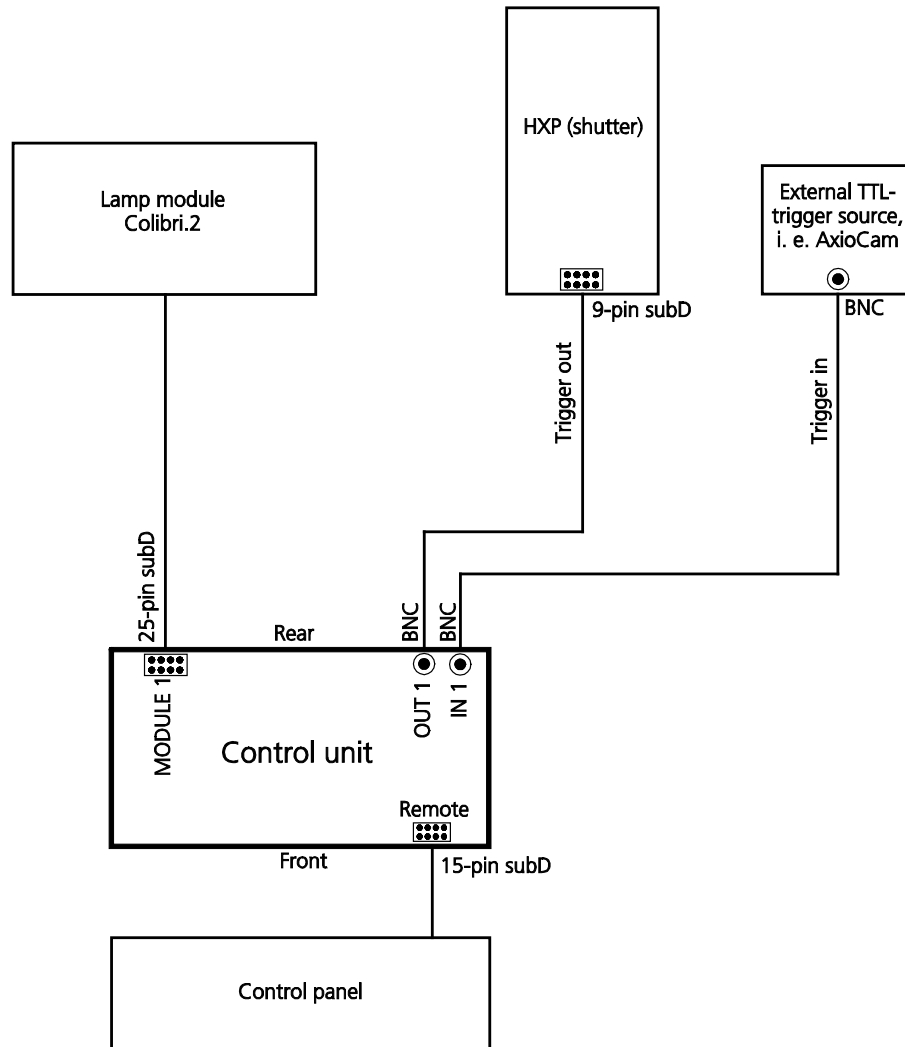 HXP (shutter)
Lamp module
Colibri.2
External TTL-
trigger source,
i. e. AxioCam
9-pin subD
BNC
Trigger out
Trigger in
25-pin subD
Rear
BNC
BNC
MODULE 1
OUT 1
IN 1
Control unit
Remote
Front
15-pin subD
Control panel